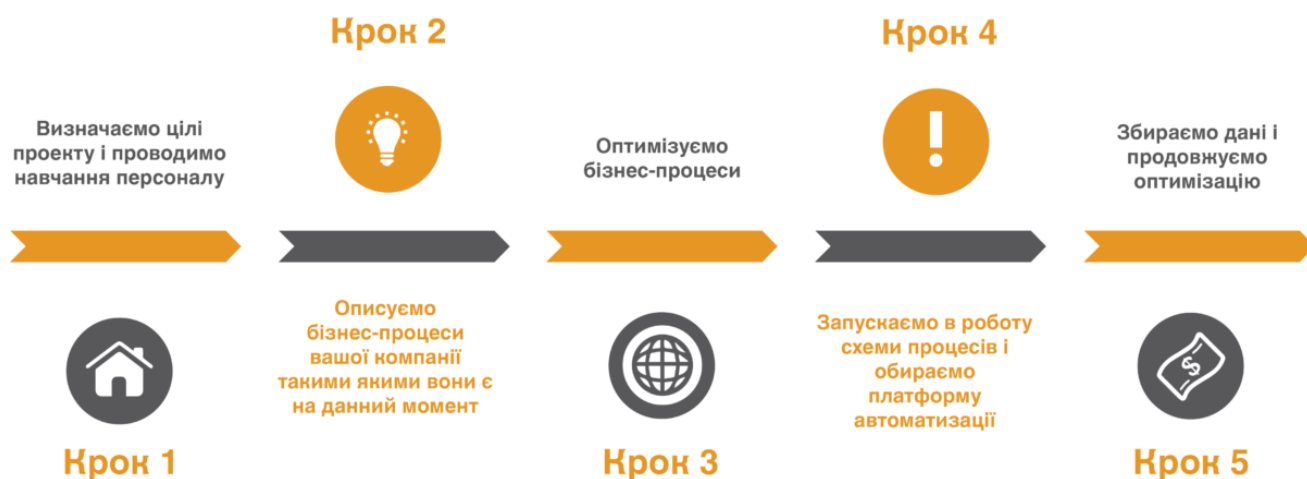 Визначаємо цілі
проекту і проводимо
навчання персоналу
Крок 1
Крок 2
Описуємо
бізнес-процеси
вашої компанії
такими якими вони є
на данний момент
Оптимізуємо
бізнес-процеси
Крок 3
Крок 4
Запускаємо в роботу
схеми процесів і
обираємо
платформу
автоматизації
Збираємо дані і
продовжуємо
оптимізацію
$
Крок 5